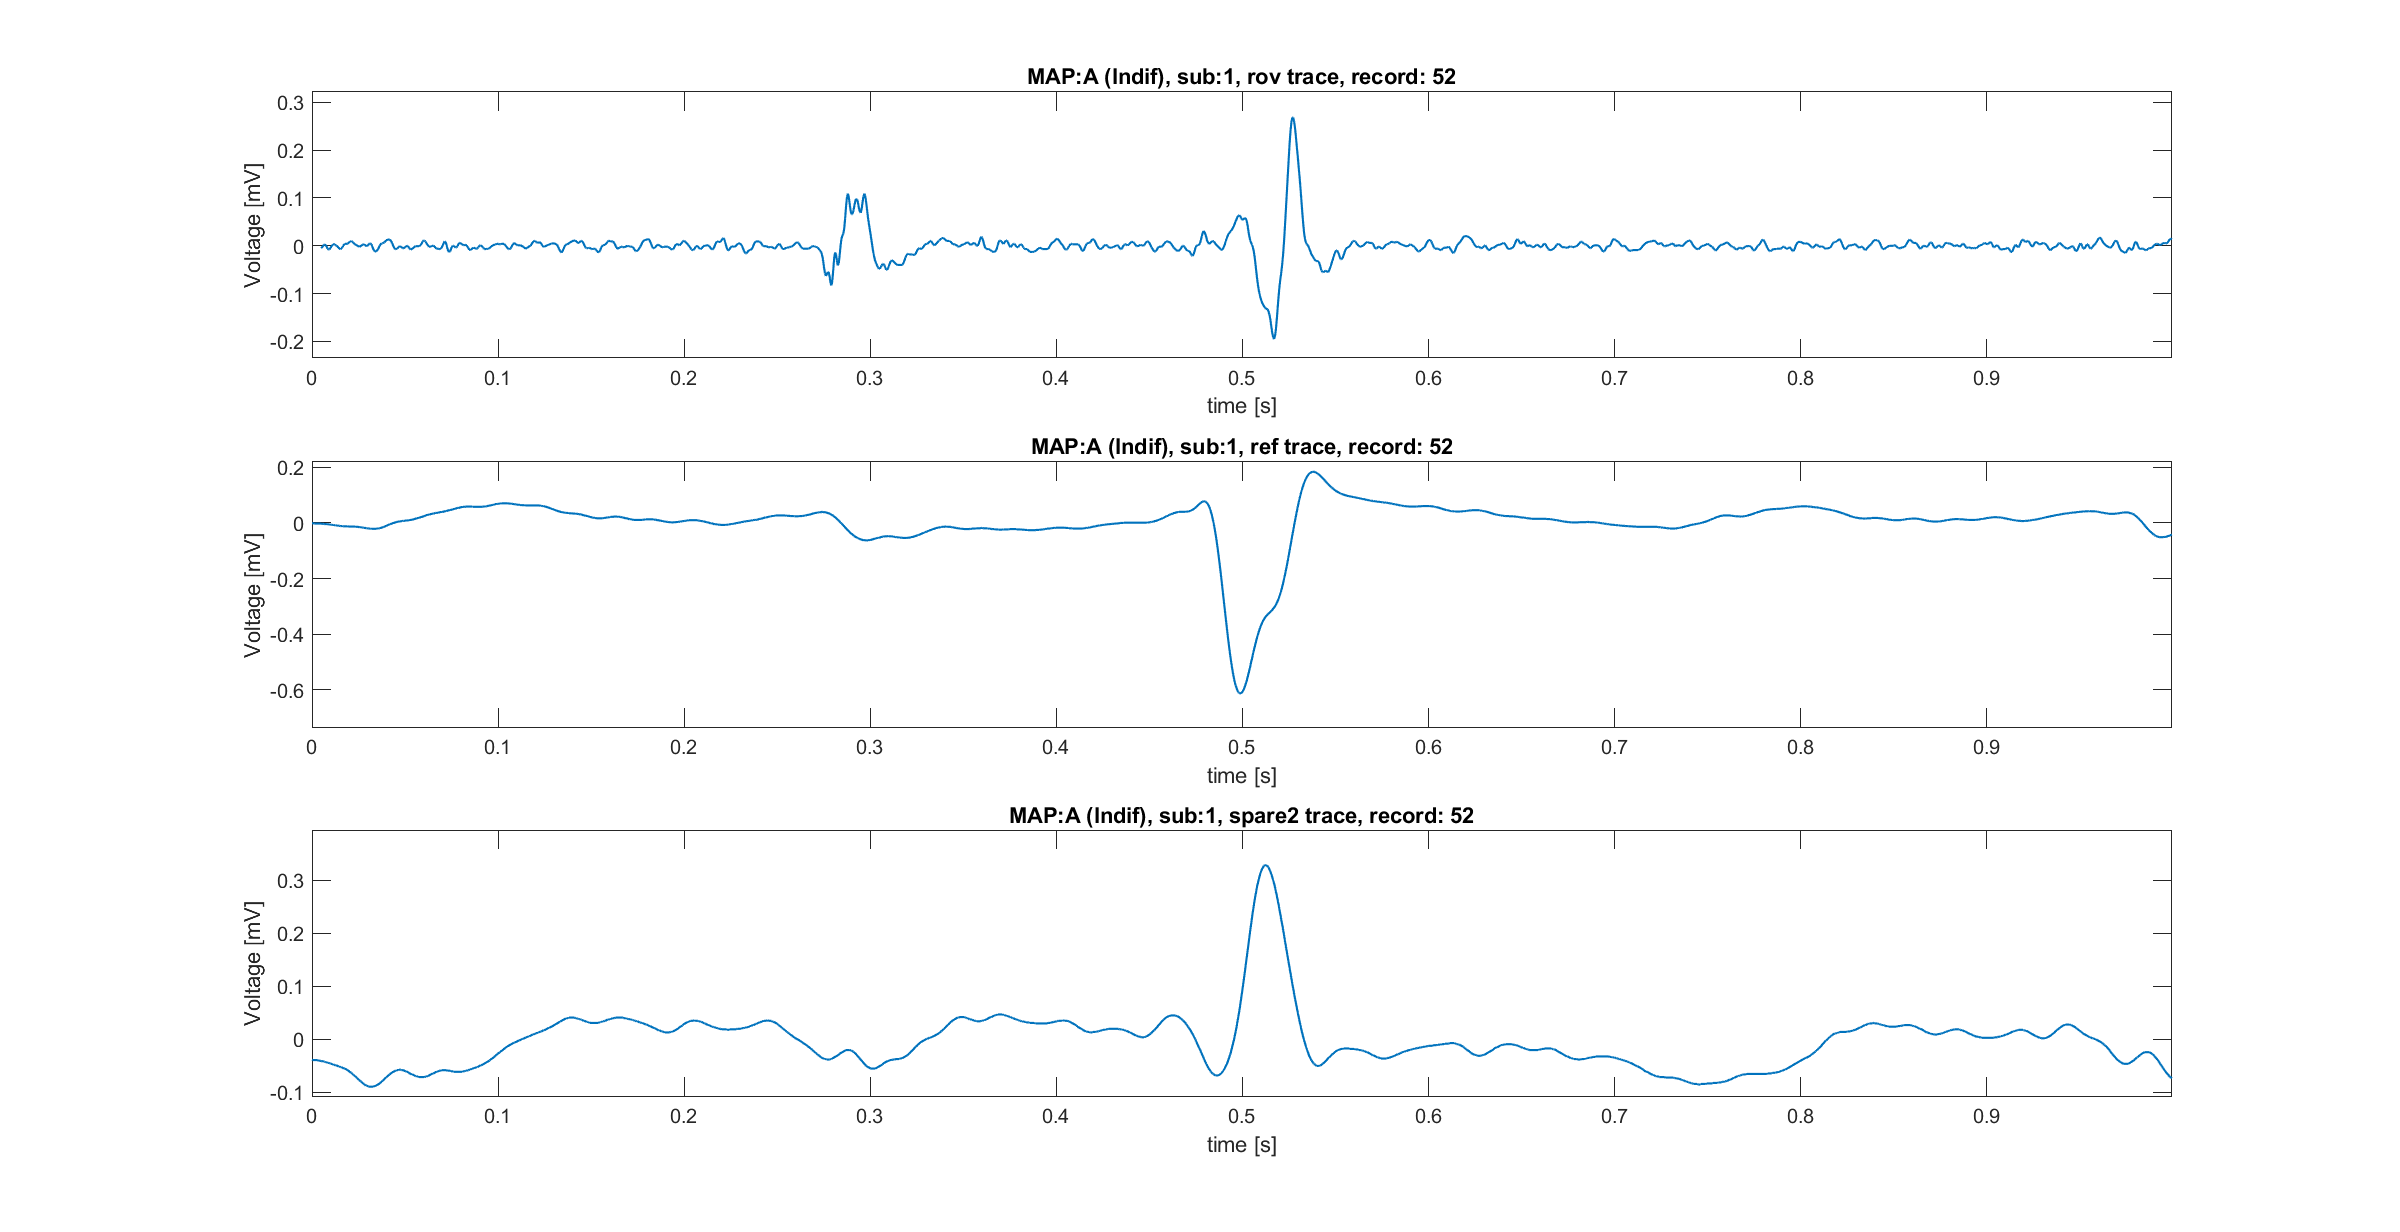 MAP:A (Indif), sub:1, rov trace, record: 52
Voltage [mV]
0.3
0.2
0.1
0
-0.1
-0.2
0 0.1 0.2 0.3 0.4 0.5 0.6 0.7 0.8 0.9
time [s]
MAP:A (Indif), sub:1, ref trace, record: 52
Voltage [mV]
0.2
0
-0.2
-0.4
-0.6
0 0.1 0.2 0.3 0.4 0.5 0.6 0.7 0.8 0.9
time [s]
MAP:A (Indif), sub:1, spare2 trace, record: 52
Voltage [mV]
0.3
0.2
0.1
0
-0.1
0 0.1 0.2 0.3 0.4 0.5 0.6 0.7 0.8 0.9
time [s]